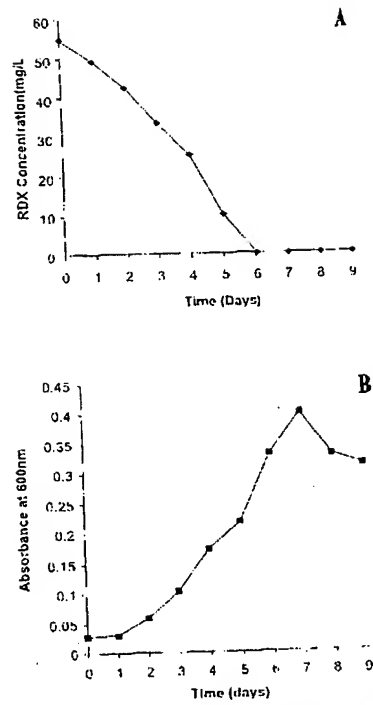 A
60
50
40
30
20
10
0
RDX Concentration(mg/L
0 1 2 3 4 5 6 7 8 9
Time (Days)
B
0.45
0.4
0.35
0.3
0.25
0.2
0.15
0.1
0.05
0
Absorbance at 600nm
0 1 2 3 4 5 6 7 8 9
Time (days)